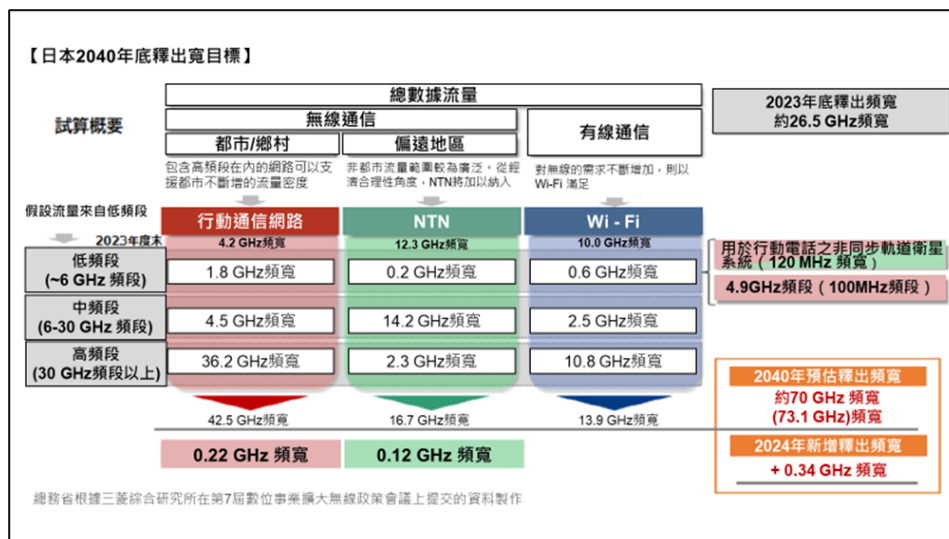 【日本2040年底釋出寬目標】
試算概要
總數據流量
無線通信
有線通信
都市/鄉村
偏遠地區
2023年底釋出頻寬
約26.5 GHz頻寬
包含高頻段在內的網路可以支
援都市不斷增的流量密度
非都市流量範圍較為廣泛。從經
濟合理性角度，NTN將加以納入
對無線的需求不斷增加，則以
Wi-Fi 滿足
假設流量來自低頻段
行動通信網路
NTN
Wi - Fi
2023年度末
4.2 GHz頻寬
12.3 GHz頻寬
10.0 GHz頻寬
低頻段
(~6 GHz 頻段)
1.8 GHz頻寬
0.2 GHz頻寬
0.6 GHz頻寬
用於行動電話之非同步軌道衛星
系統（120 MHz 頻寬）
4.9GHz頻段（100MHz頻段）
中頻段
(6-30 GHz 頻段)
4.5 GHz頻寬
14.2 GHz頻寬
2.5 GHz頻寬
高頻段
(30 GHz頻段以上)
36.2 GHz頻寬
2.3 GHz頻寬
10.8 GHz頻寬
42.5 GHz頻寬
16.7 GHz頻寬
13.9 GHz頻寬
2040年預估釋出頻寬
約70 GHz 頻寬
(73.1 GHz)頻寬
0.22 GHz 頻寬
0.12 GHz 頻寬
2024年新增釋出頻寬
+ 0.34 GHz 頻寬
總務省根據三菱綜合研究所在第7屆數位事業擴大無線政策會議上提交的資料製作